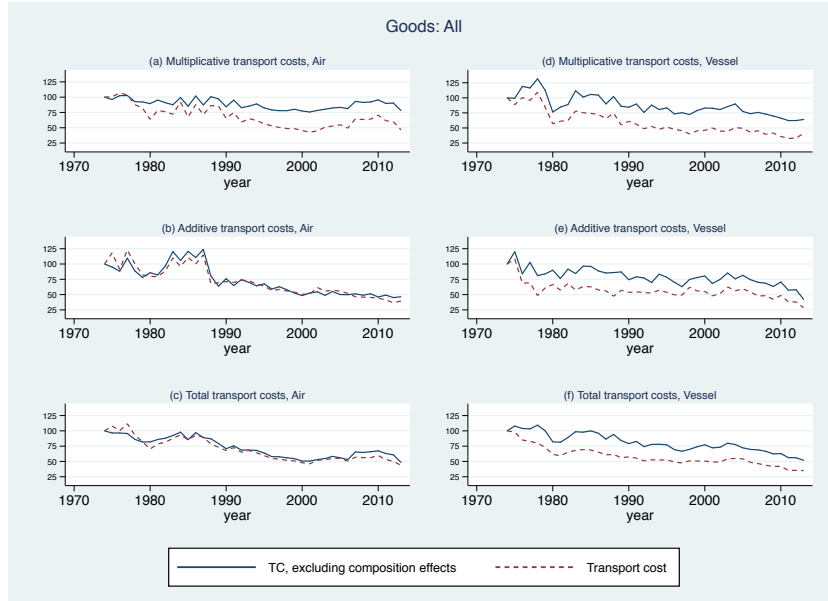 Goods: All
(a) Multiplicative transport costs, Air
125
100
75
50
25
1970 1980 1990 2000 2010
year
(d) Multiplicative transport costs, Vessel
125
100
75
50
25
1970 1980 1990 2000 2010
year
(b) Additive transport costs, Air
125
100
75
50
25
1970 1980 1990 2000 2010
year
(e) Additive transport costs, Vessel
125
100
75
50
25
1970 1980 1990 2000 2010
year
(c) Total transport costs, Air
125
100
75
50
25
1970 1980 1990 2000 2010
year
(f) Total transport costs, Vessel
125
100
75
50
25
1970 1980 1990 2000 2010
year
TC, excluding composition effects Transport cost